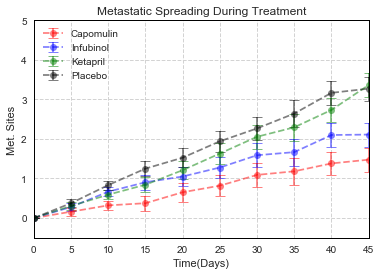 Metastatic Spreading During Treatment
Capomulin
Infubinol
Ketapril
Placebo
Met. Sites
5
4
3
2
1
0
0 5 10 15 20 25 30 35 40 45
Time(Days)